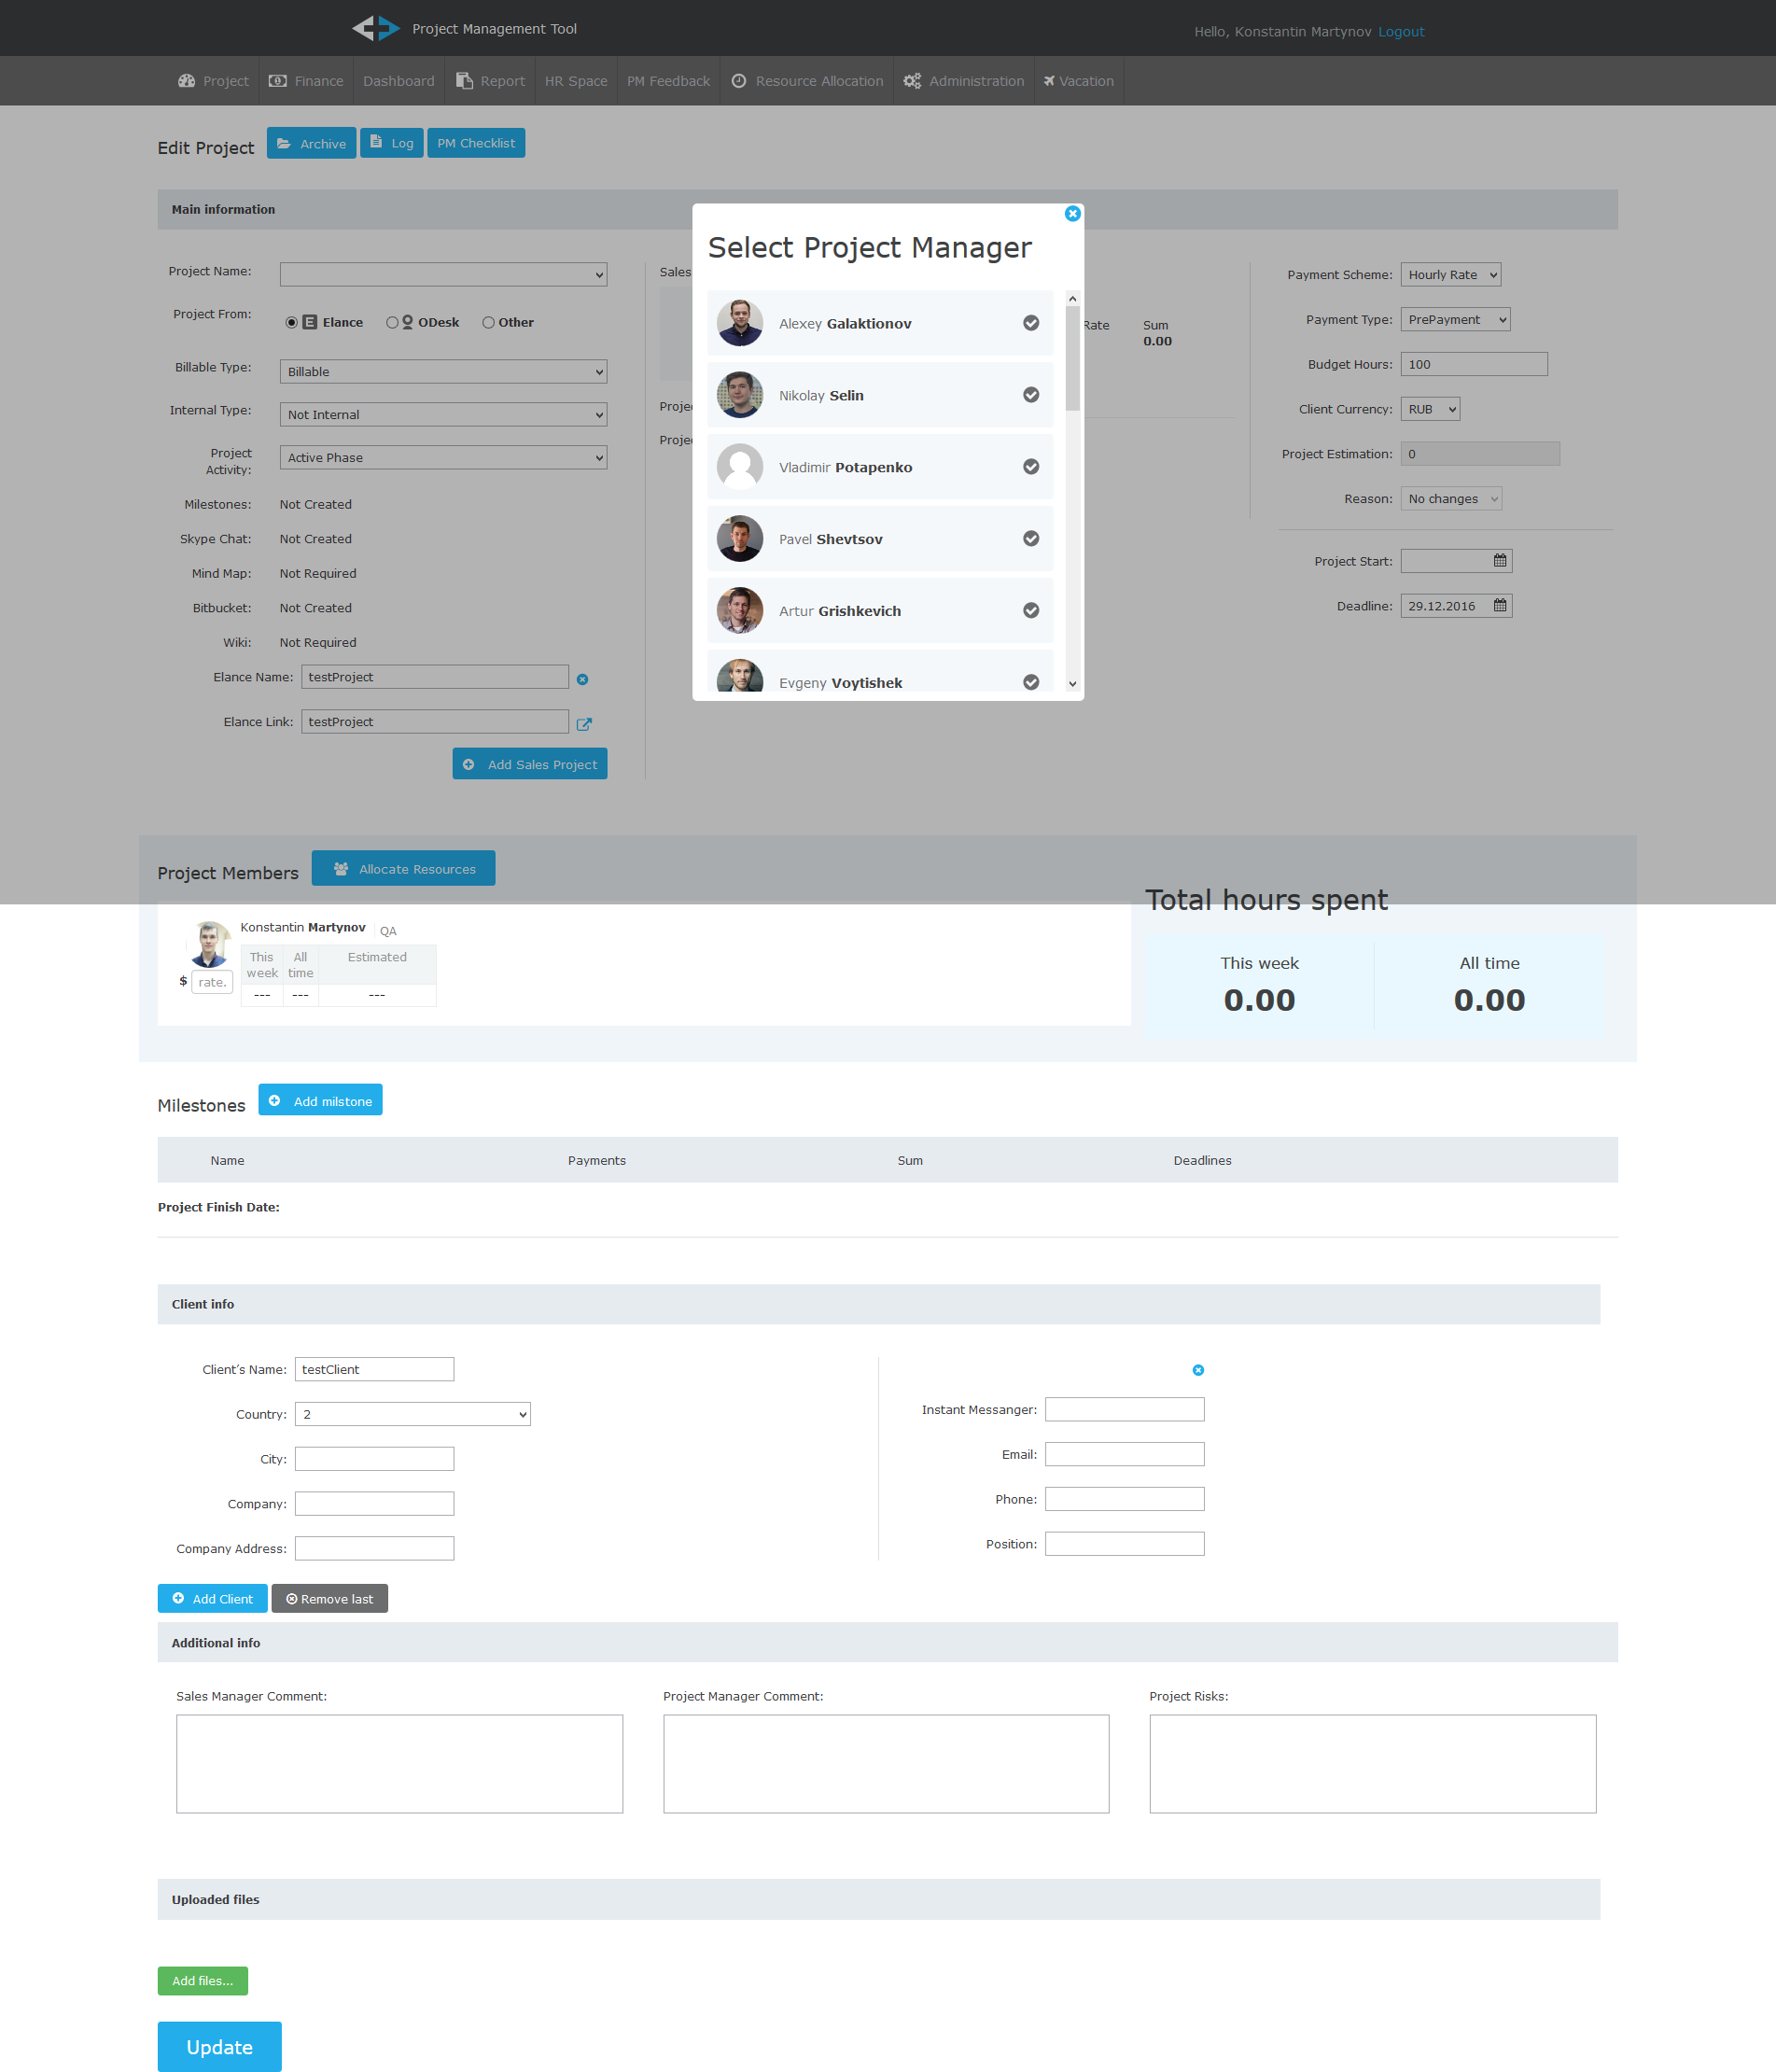 Project Management Tool
Hello, Konstantin Martynov Logout
Project
Finance
Dashboard
Report
HR Space
PM Feedback
Resource Allocation
Administration
Vacation
Edit Project
Archive
Log
PM Checklist
Main information
Project Name:
Project From:
E Elance
ODesk
Other
Billable Type:
Billable
Internal Type:
Not Internal
Project
Activity:
Active Phase
Milestones:
Not Created
Skype Chat:
Not Created
Mind Map:
Not Required
Bitbucket:
Not Created
Wiki:
Not Required
Elance Name:
testProject
Elance Link:
testProject
Add Sales Project
Sales
Rate
Sum
0.00
Projec
Projec
Select Project Manager
Alexey Galaktionov
Nikolay Selin
Vladimir Potapenko
Pavel Shevtsov
Artur Grishkevich
Evgeny Voytishek
Payment Scheme:
Hourly Rate
Payment Type:
PrePayment
Budget Hours:
100
Client Currency:
RUB
Project Estimation:
0
Reason:
No changes
Project Start:
Deadline:
29.12.2016
Project Members
Allocate Resources
Konstantin Martynov
QA
$
rate.
This
week
All
time
Estimated
---
---
---
Total hours spent
This week
0.00
All time
0.00
Milestones
Add milstone
Name
Payments
Sum
Deadlines
Project Finish Date:
Client info
Client's Name:
testClient
Country:
2
City:
Company:
Company Address:
Instant Messanger:
Email:
Phone:
Position:
Add Client
Remove last
Additional info
Sales Manager Comment:
Project Manager Comment:
Project Risks:
Uploaded files
Add files...
Update